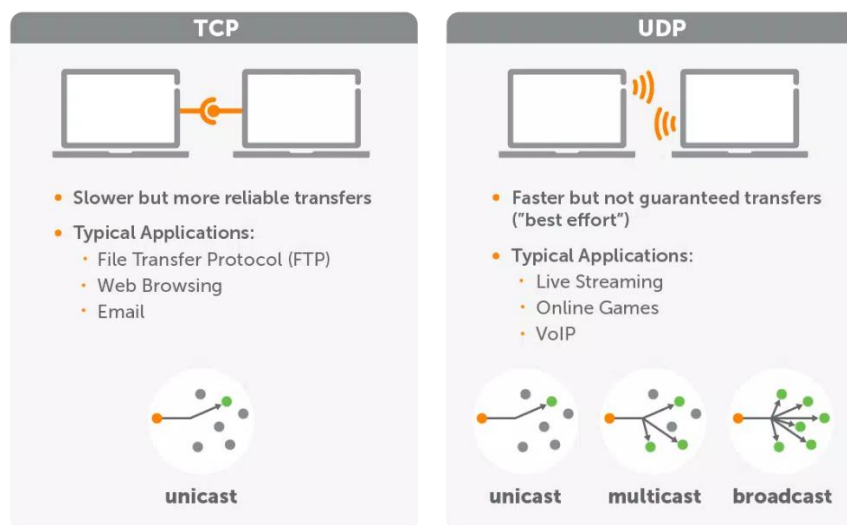 TCP
Slower but more reliable transfers
Typical Applications:
File Transfer Protocol (FTP)
Web Browsing
Email
unicast
UDP
Faster but not guaranteed transfers
("best effort")
Typical Applications:
Live Streaming
Online Games
VoIP
unicast multicast broadcast